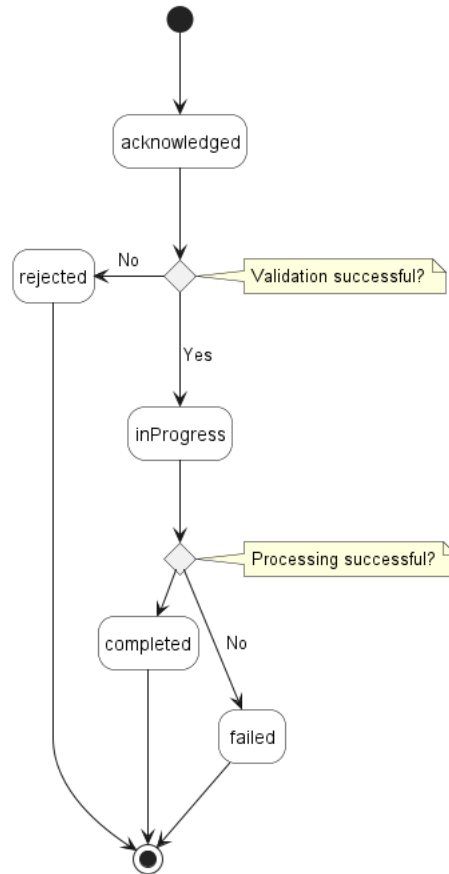 acknowledged
No
rejected
Validation successful?
Yes
inProgress
Processing successful?
completed
No
failed